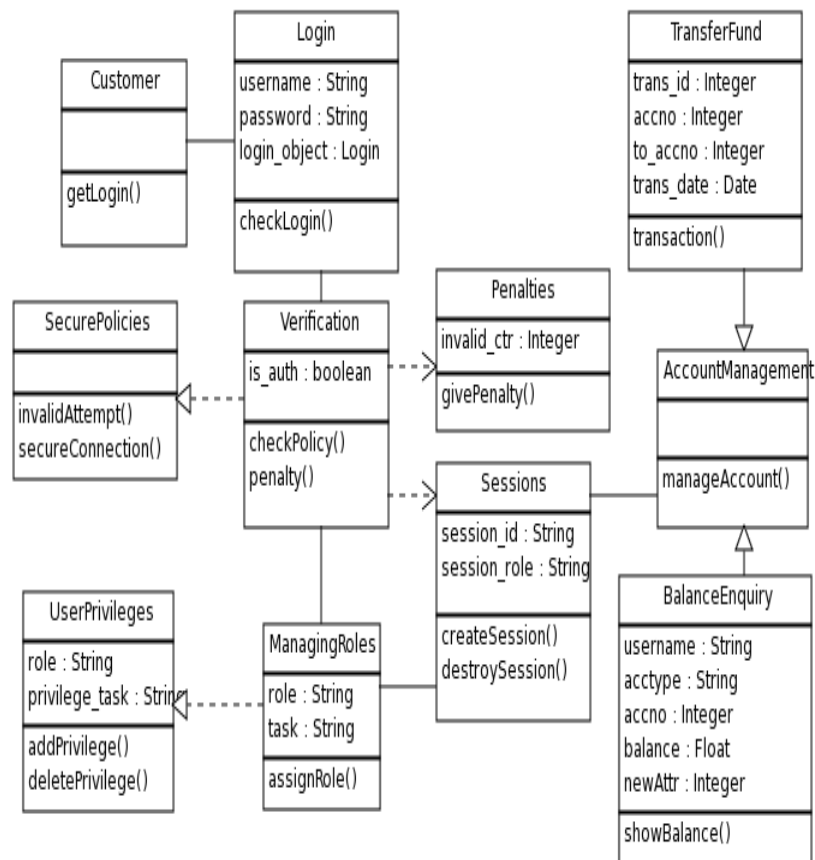 Login
username : String
password : String
login_object : Login
checkLogin()
Customer
getLogin()
TransferFund
trans_id : Integer
accno : Integer
to_accno : Integer
trans_date : Date
transaction()
SecurePolicies
invalidAttempt()
secureConnection()
Verification
is_auth : boolean
checkPolicy()
penalty()
Penalties
invalid_ctr : Integer
givePenalty()
AccountManagement
manageAccount()
Sessions
session_id : String
session_role : String
createSession()
destroySession()
UserPrivileges
role : String
privilege_task : String
addPrivilege()
deletePrivilege()
ManagingRoles
role : String
task : String
assignRole()
BalanceEnquiry
username : String
acctype : String
accno : Integer
balance : Float
newAttr : Integer
showBalance()